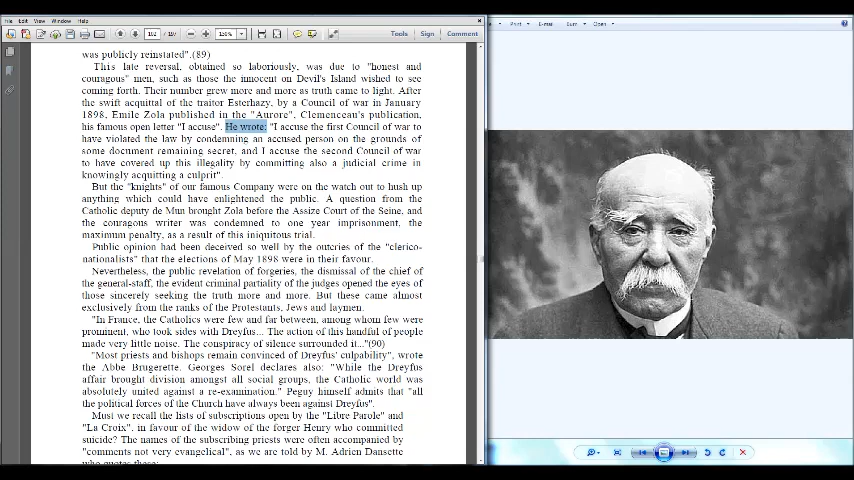 File Edit View Window Help
192 / 197
136%
Tools Sign Comment
Print E-mail Burn Open
was publicly reinstated".(89)
This late reversal, obtained so laboriously, was due to "honest and
couragous" men, such as those the innocent on Devil's Island wished to see
coming forth. Their number grew more and more as truth came to light. After
the swift acquittal of the traitor Esterhazy, by a Council of war in January
1898, Emile Zola published in the "Aurore", Clemenceau's publication,
his famous open letter "I accuse". He wrote: "I accuse the first Council of war to
have violated the law by condemning an accused person on the grounds of
some document remaining secret, and I accuse the second Council of war
to have covered up this illegality by committing also a judicial crime in
knowingly acquitting a culprit".
But the "knights" of our famous Company were on the watch out to hush up
anything which could have enlightened the public. A question from the
Catholic deputy de Mun brought Zola before the Assize Court of the Seine, and
the couragous writer was condemned to one year imprisonment, the
maximum penalty, as a result of this iniquitous trial.
Public opinion had been deceived so well by the outcries of the "clerico-
nationalists" that the elections of May 1898 were in their favour.
Nevertheless, the public revelation of forgeries, the dismissal of the chief of
the general-staff, the evident criminal partiality of the judges opened the eyes of
those sincerely seeking the truth more and more. But these came almost
exclusively from the ranks of the Protestants, Jews and laymen.
"In France, the Catholics were few and far between, among whom few were
prominent, who took sides with Dreyfus... The action of this handful of people
made very little noise. The conspiracy of silence surrounded it..."(90)
"Most priests and bishops remain convinced of Dreyfus' culpability", wrote
the Abbe Brugerette. Georges Sorel declares also: "While the Dreyfus
affair brought division amongst all social groups, the Catholic world was
absolutely united against a re-examination." Peguy himself admits that "all
the political forces of the Church have always been against Dreyfus".
Must we recall the lists of subscriptions open by the "Libre Parole" and
"La Croix", in favour of the widow of the forger Henry who committed
suicide? The names of the subscribing priests were often accompanied by
"comments not very evangelical", as we are told by M. Adrien Dansette
who quotes these: